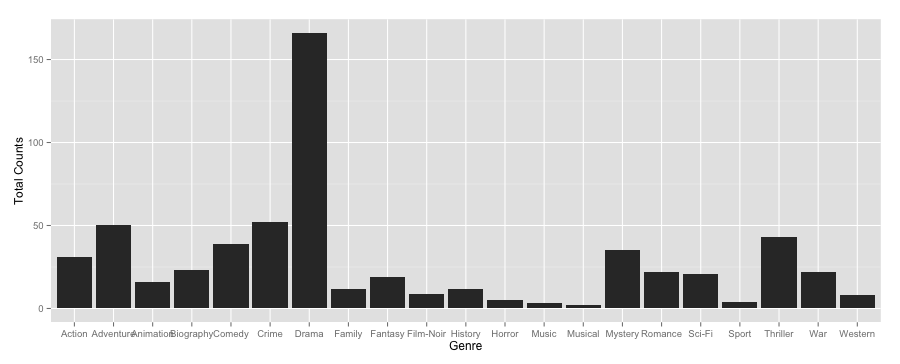 150
100
50
0
Total Counts
Action Adventure Animation Biography Comedy Crime Drama Family Fantasy Film-Noir History Horror Music Musical Mystery Romance Sci-Fi Sport Thriller War Western
Genre